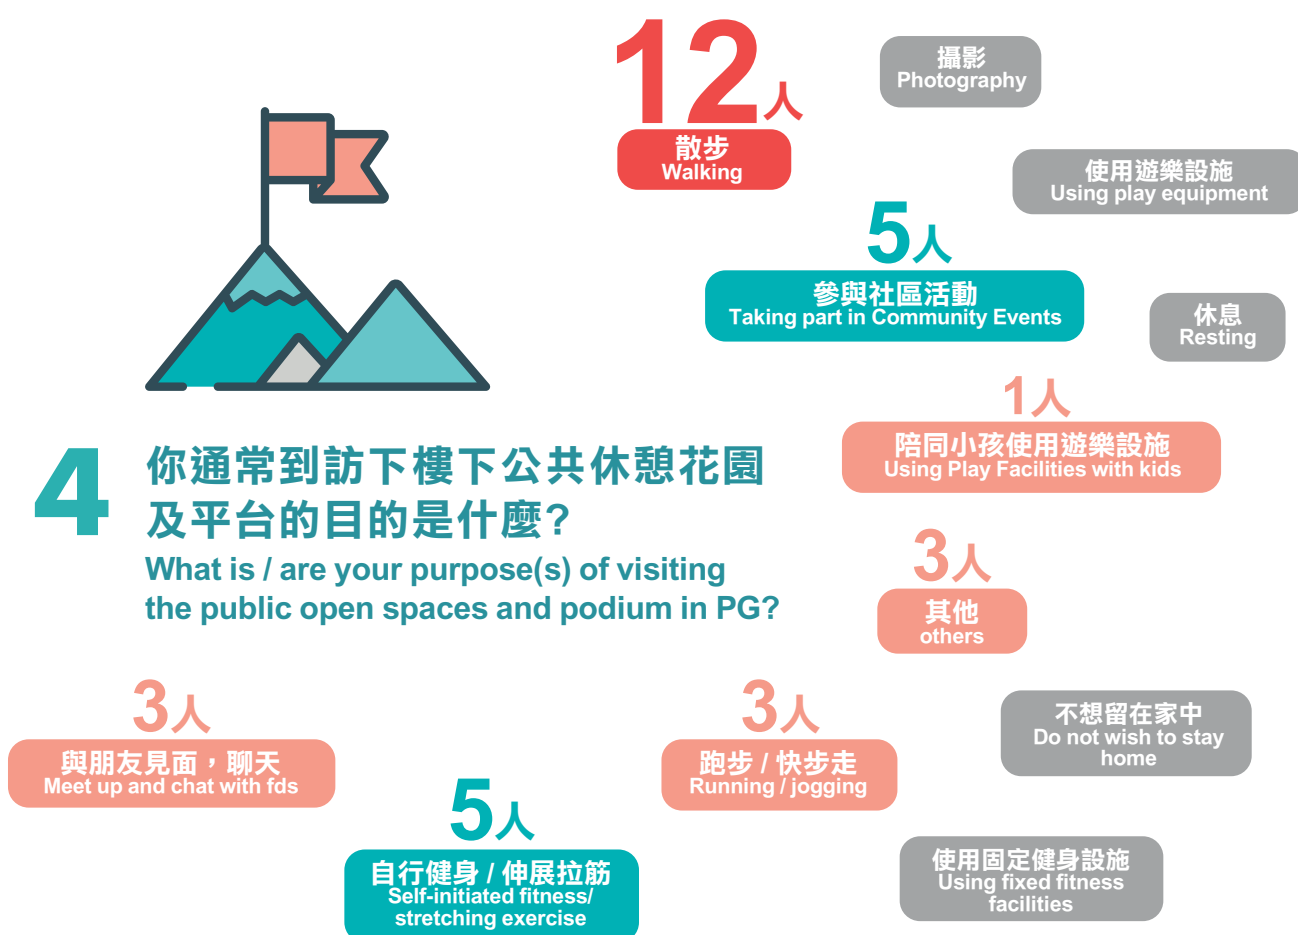 12人
散步
Walking
攝影
Photography
使用遊樂設施
Using play equipment
5人
參與社區活動
Taking part in Community Events
休息
Resting
1人
陪同小孩使用遊樂設施
Using Play Facilities with kids
4
你通常到訪下樓下公共休憩花園
及平台的目的是什麼?
What is / are your purpose(s) of visiting
the public open spaces and podium in PG?
3人
其他
others
3人
與朋友見面，聊天
Meet up and chat with fds
3人
跑步 / 快步走
Running / jogging
不想留在家中
Do not wish to stay
home
5人
自行健身 / 伸展拉筋
Self-initiated fitness/
stretching exercise
使用固定健身設施
Using fixed fitness
facilities